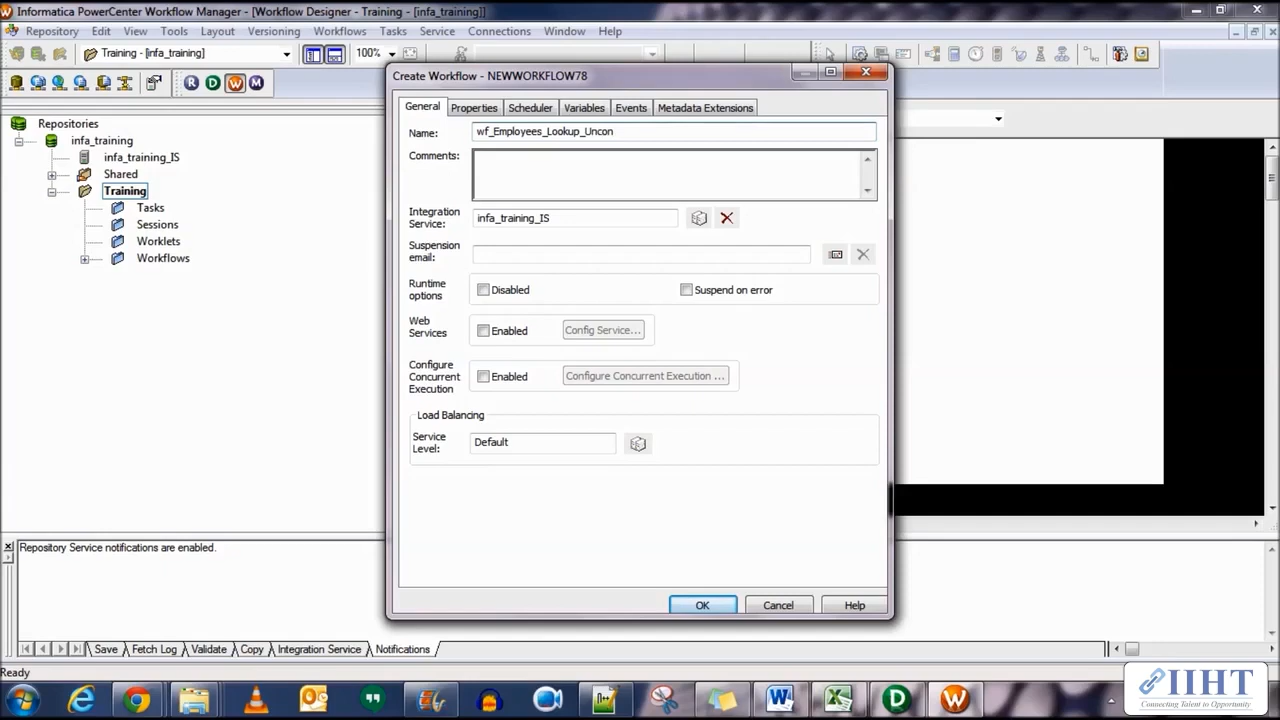 Informatica PowerCenter Workflow Manager - [Workflow Designer - Training - [infa_training]]
Repository Edit View Tools Layout Versioning Workflows Tasks Service Connections Window Help
Training - [infa_training] 100%
R D W M
Create Workflow - NEWWORKFLOW78
General Properties Scheduler Variables Events Metadata Extensions
Name: wf_Employees_Lookup_Uncon
Comments:
Integration Service: infa_training_IS
Suspension email:
Runtime options Disabled Suspend on error
Web Services Enabled Config Service...
Configure Concurrent Execution Enabled Configure Concurrent Execution ...
Load Balancing
Service Level: Default
OK Cancel Help
Repositories
infa_training
infa_training_IS
Shared
Training
Tasks
Sessions
Worklets
Workflows
Repository Service notifications are enabled.
Save Fetch Log Validate Copy Integration Service Notifications
Ready
IIHT
Connecting Talent to Opportunity